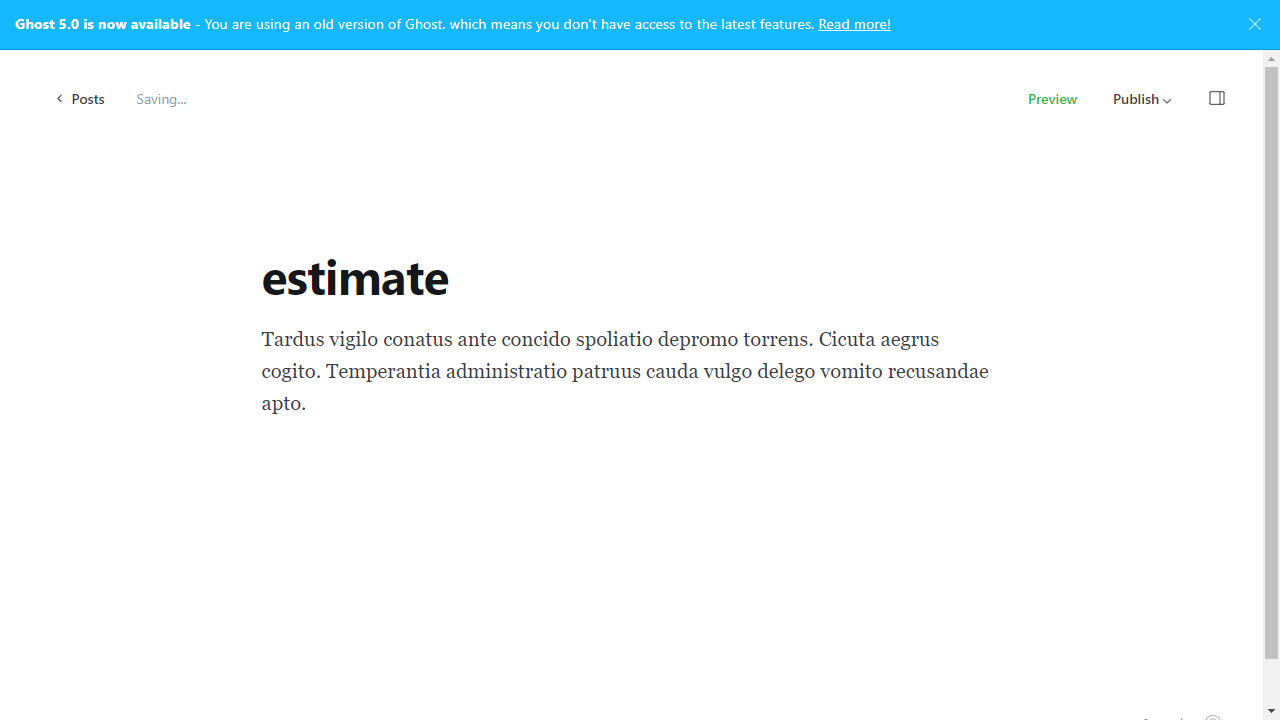 Ghost 5.0 is now available - You are using an old version of Ghost, which means you don't have access to the latest features. Read more!
Posts Saving... Preview Publish
estimate
Tardus vigilo conatus ante concido spoliatio depromo torrens. Cicuta aegrus
cogito. Temperantia administratio patruus cauda vulgo delego vomito recusandae
apto.